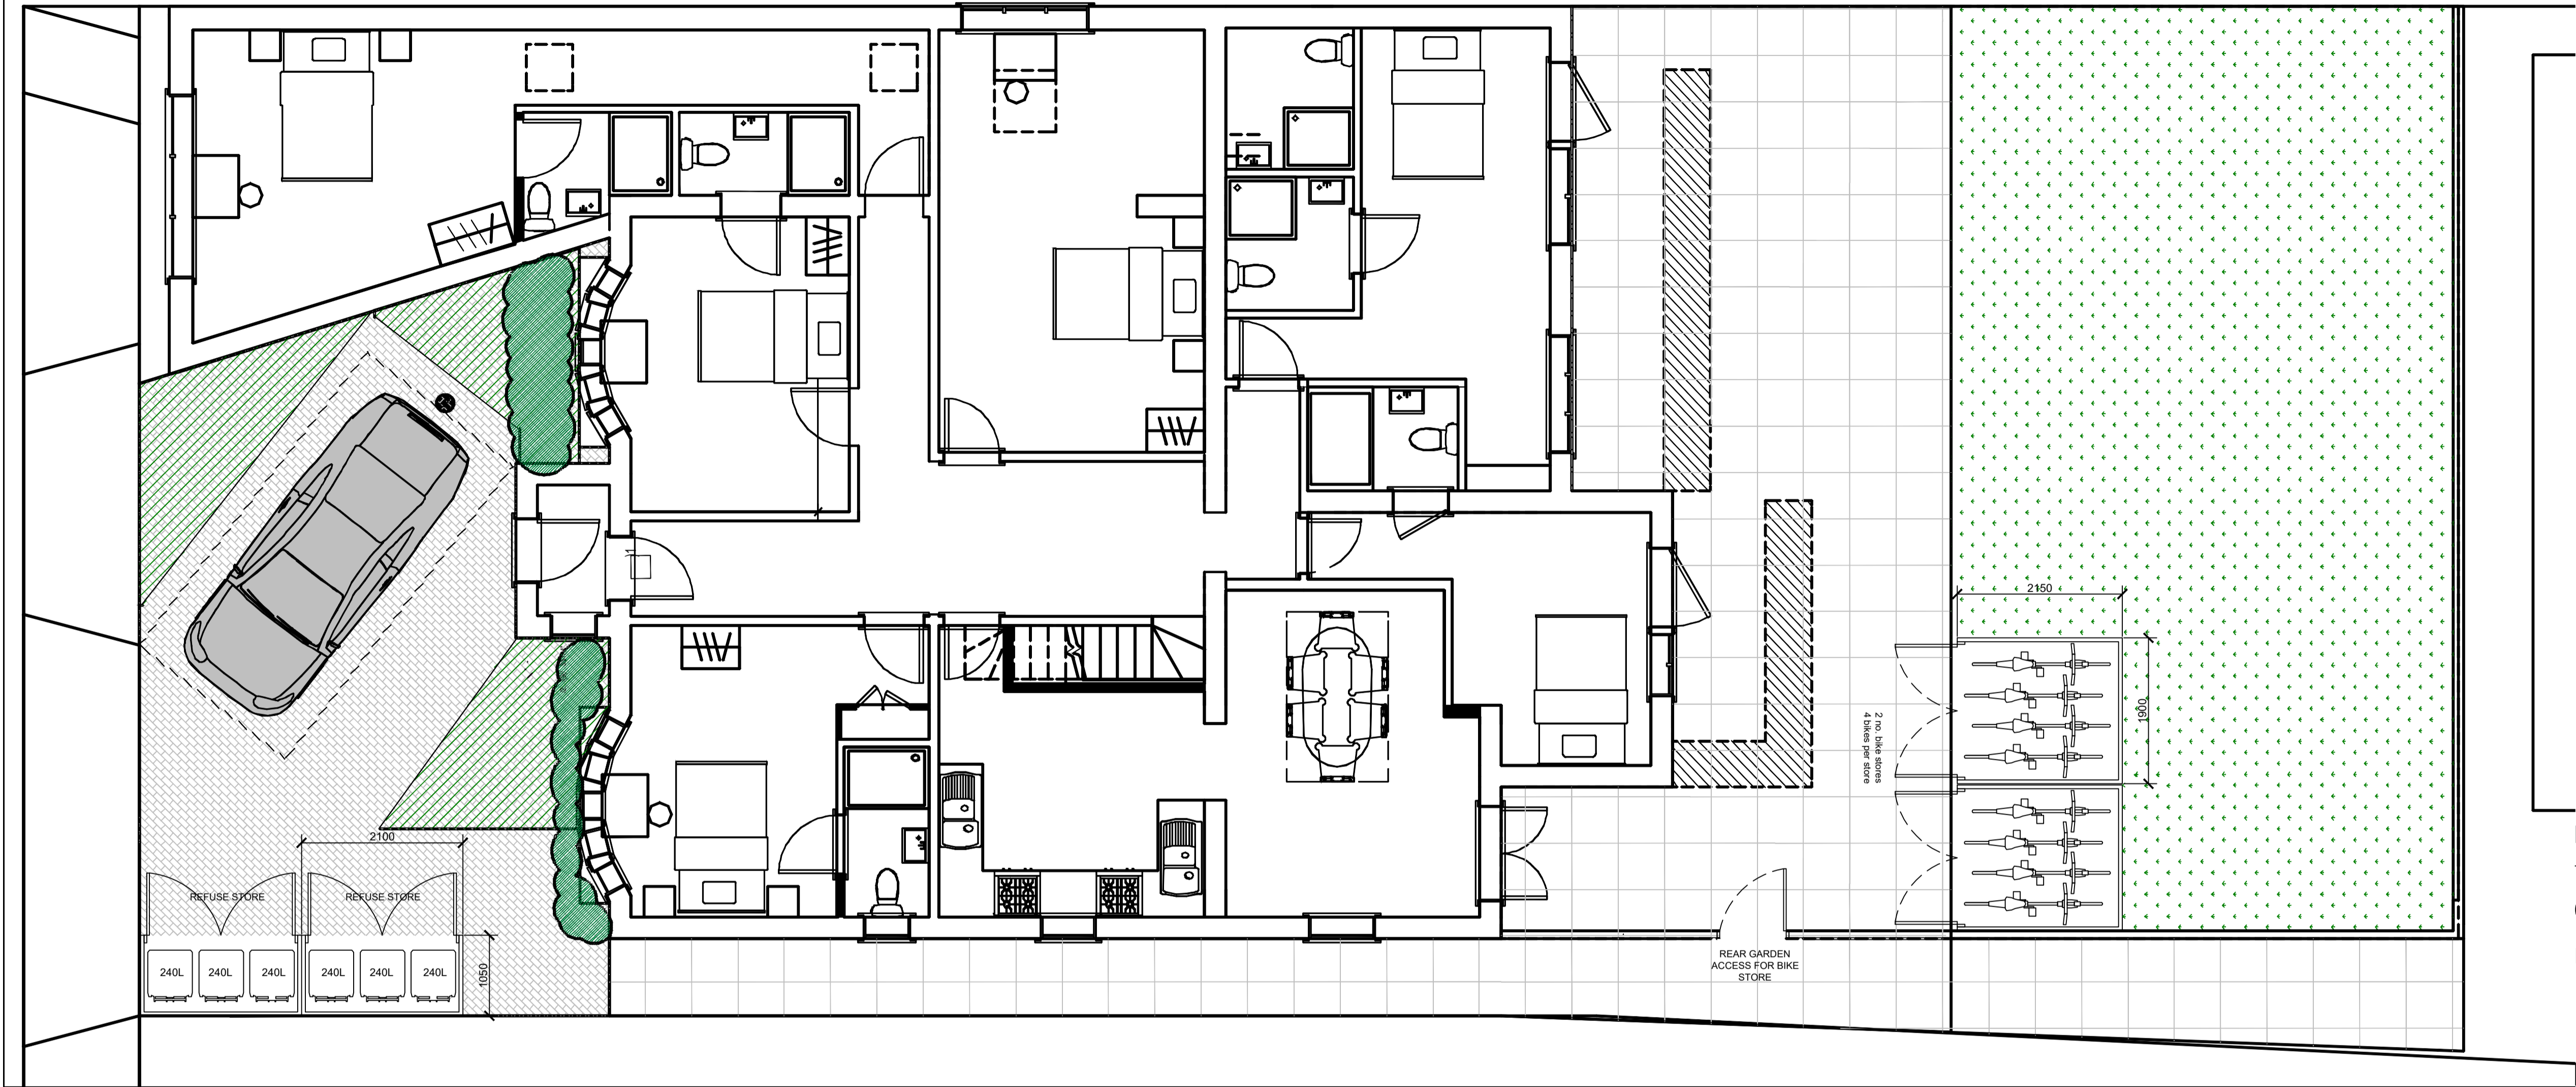 2150
1900
2 no. bike stores
4 bikes per store
2100
REFUSE STORE
REFUSE STORE
240L
240L
240L
240L
240L
240L
1050
REAR GARDEN
ACCESS FOR BIKE
STORE